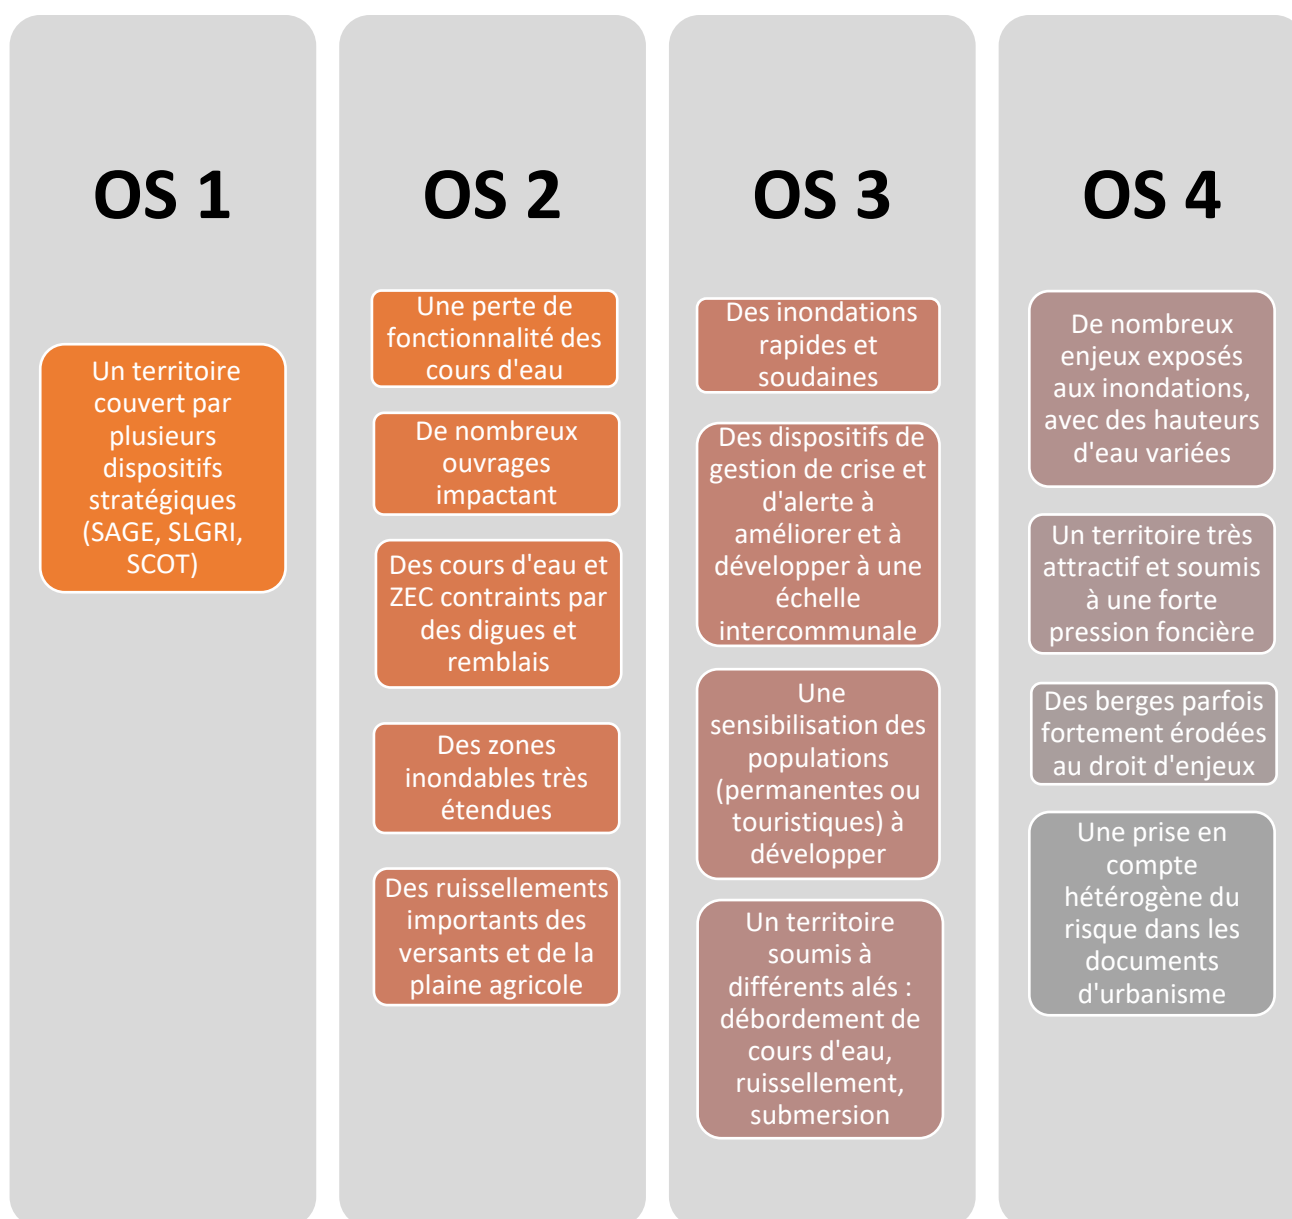 OS 1
Un territoire
couvert par
plusieurs
dispositifs
stratégiques
(SAGE, SLGRI,
SCOT)
OS 2
Une perte de
fonctionnalité des
cours d'eau
De nombreux
ouvrages
impactant
Des cours d'eau et
ZEC contraints par
des digues et
remblais
Des zones
inondables très
étendues
Des ruissellements
importants des
versants et de la
plaine agricole
OS 3
Des inondations
rapides et
soudaines
Des dispositifs de
gestion de crise et
d'alerte à
améliorer et à
développer à une
échelle
intercommunale
Une
sensibilisation des
populations
(permanentes ou
touristiques) à
développer
Un territoire
soumis à
différents alés :
débordement de
cours d'eau,
ruissellement,
submersion
OS 4
De nombreux
enjeux exposés
aux inondations,
avec des hauteurs
d'eau variées
Un territoire très
attractif et soumis
à une forte
pression foncière
Des berges parfois
fortement érodées
au droit d'enjeux
Une prise en
compte
hétérogène du
risque dans les
documents
d'urbanisme